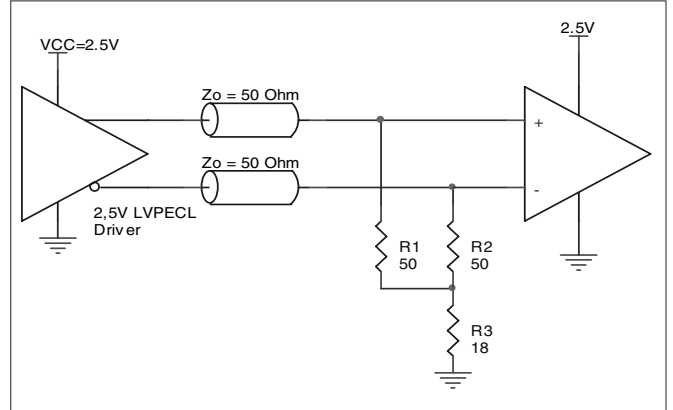 VCC=2.5V
2.5V
Zo = 50 Ohm
Zo = 50 Ohm
+
-
2,5V LVPECL
Driver
R1
50
R2
50
R3
18